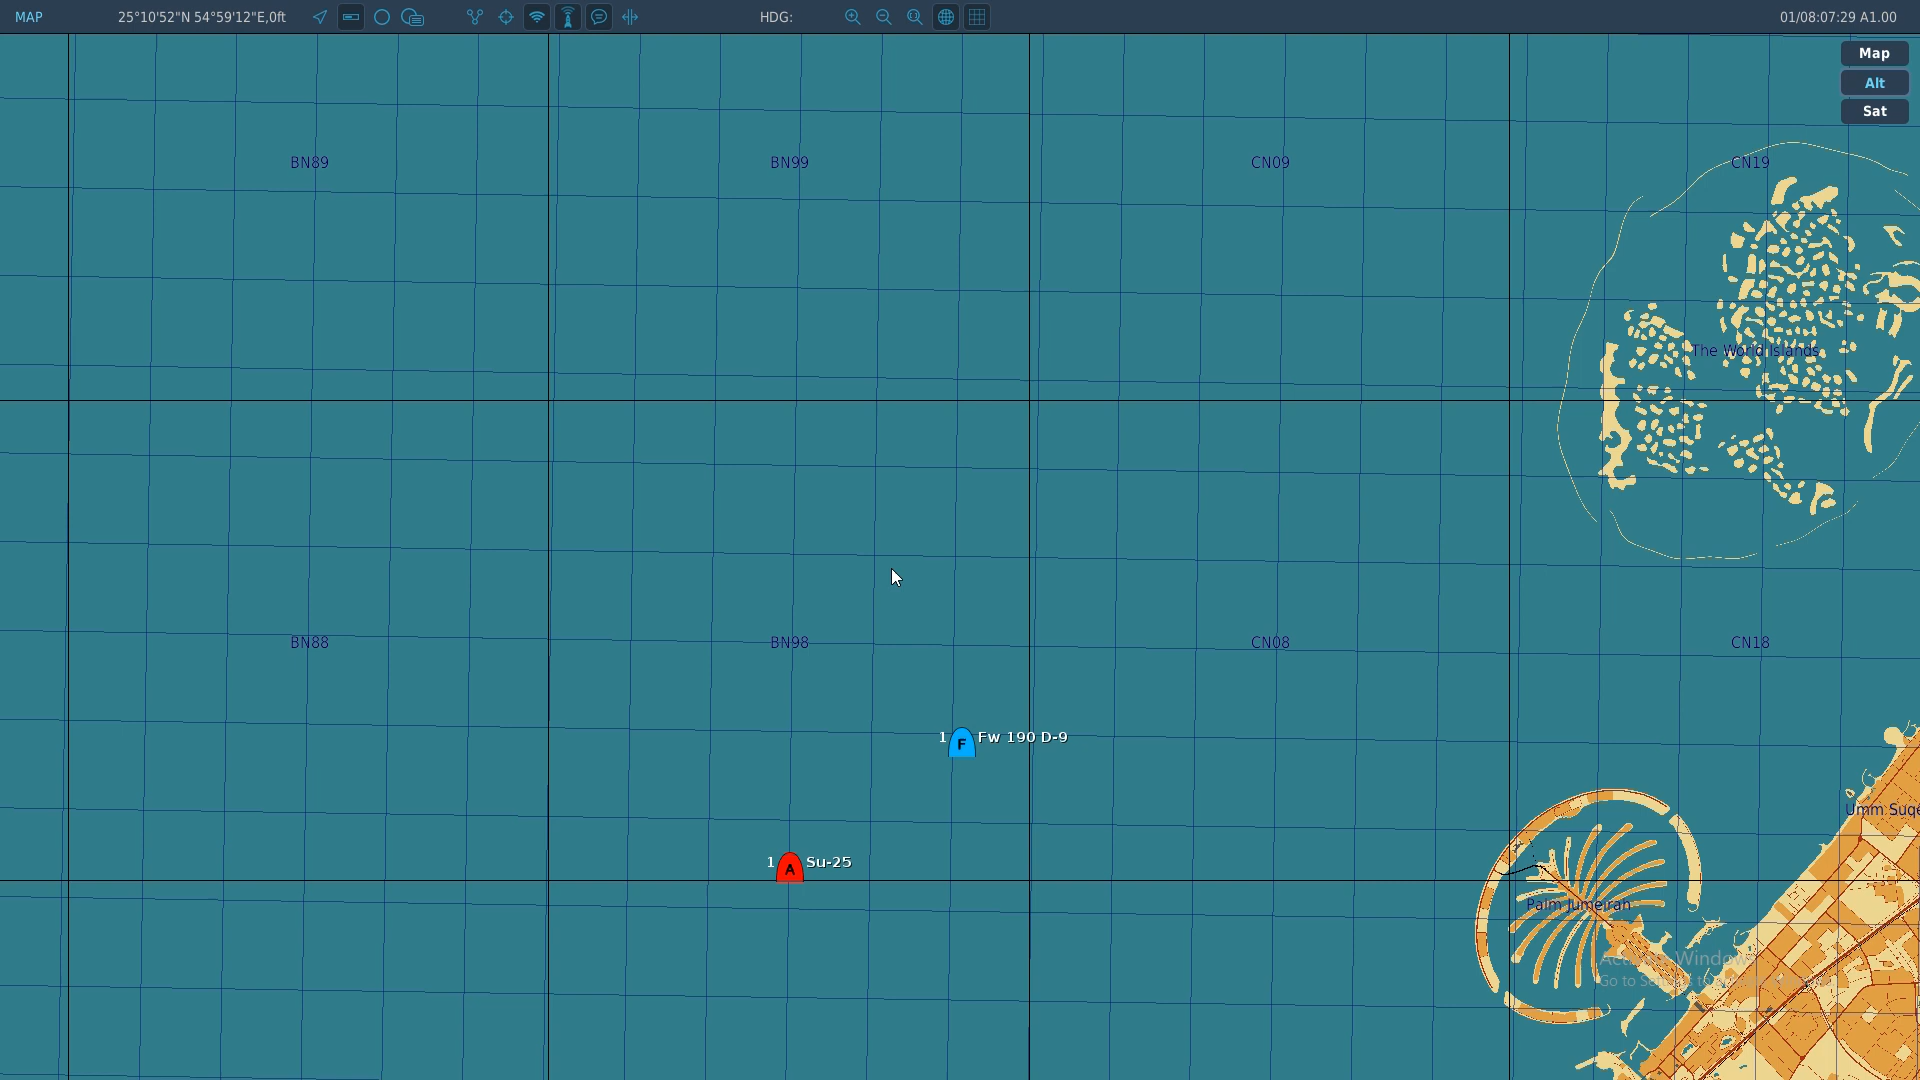 MAP 25°10'52"N 54°59'12"E,0ft HDG: 01/08:07:29 A1.00
Map
Alt
Sat
BN89 BN99 CN09 CN19
The World Islands
BN88 BN98 CN08 CN18
1 F Fw 190 D-9
Umm Suqe
1 A Su-25
Palm Jumeirah
Activate Windows